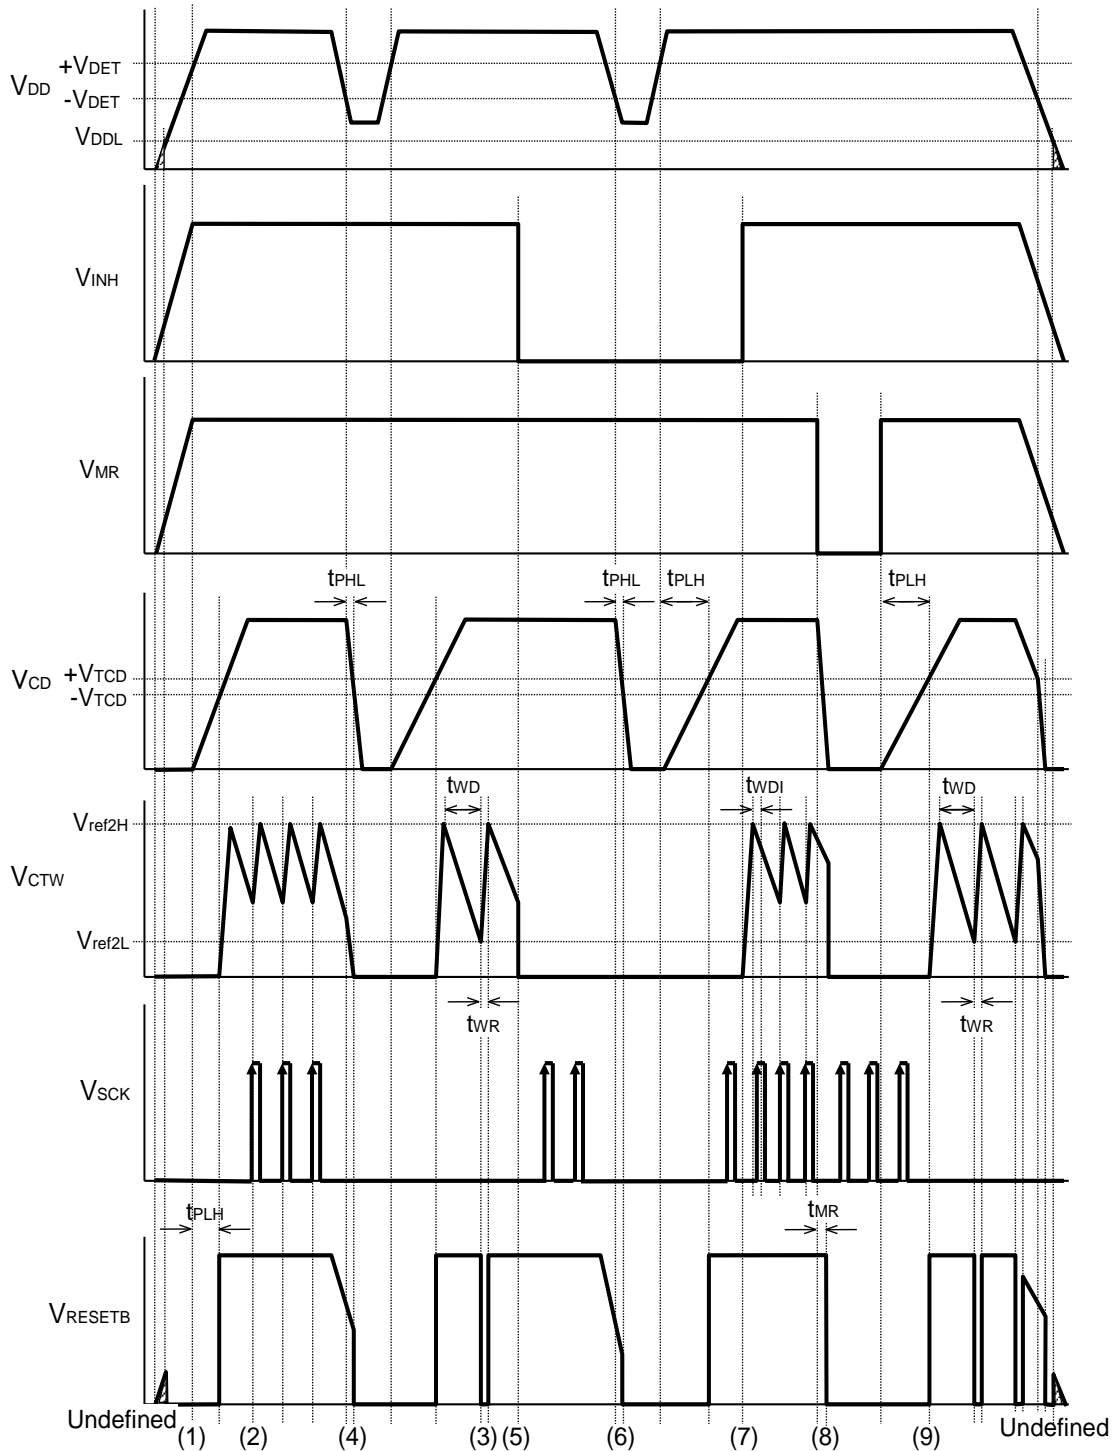 +VDET
VDD
-VDET
VDDL
VINH
VMR
tPHL
tPHL
tPLH
tPLH
VCD
+VTCD
-VTCD
tWD
tWDI
tWD
Vref2H
VCTW
Vref2L
tWR
tWR
VSCK
tPLH
tMR
VRESETB
Undefined
Undefined
(1) (2) (4) (3) (5) (6) (7) (8) (9)